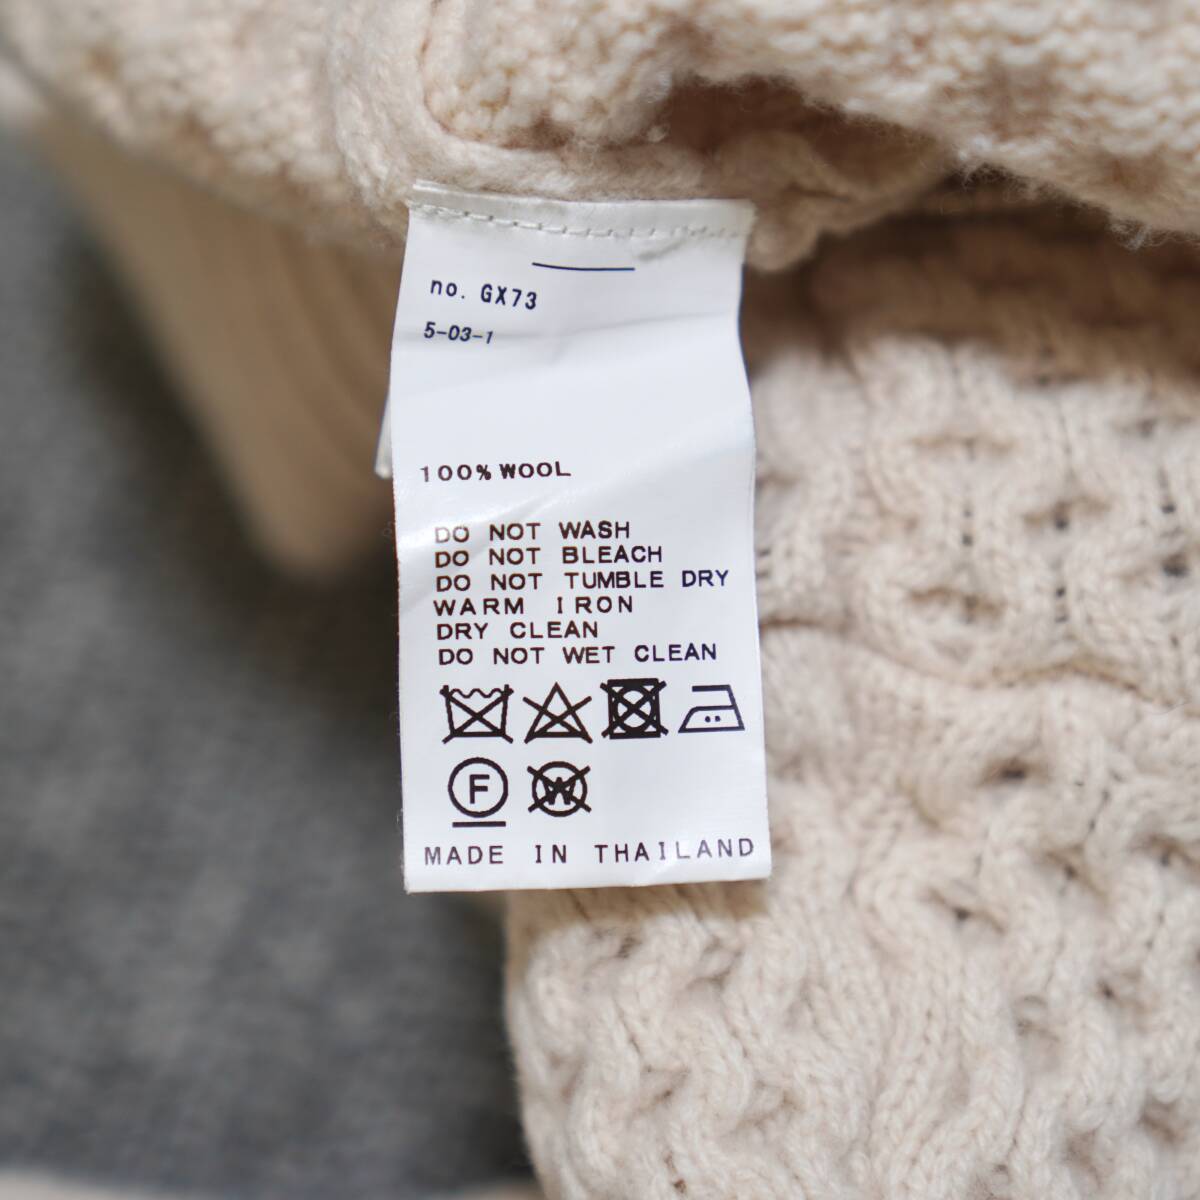 no. GX73
5-03-1
100% WOOL
DO NOT WASH
DO NOT BLEACH
DO NOT TUMBLE DRY
WARM IRON
DRY CLEAN
DO NOT WET CLEAN
F
W
MADE IN THAILAND